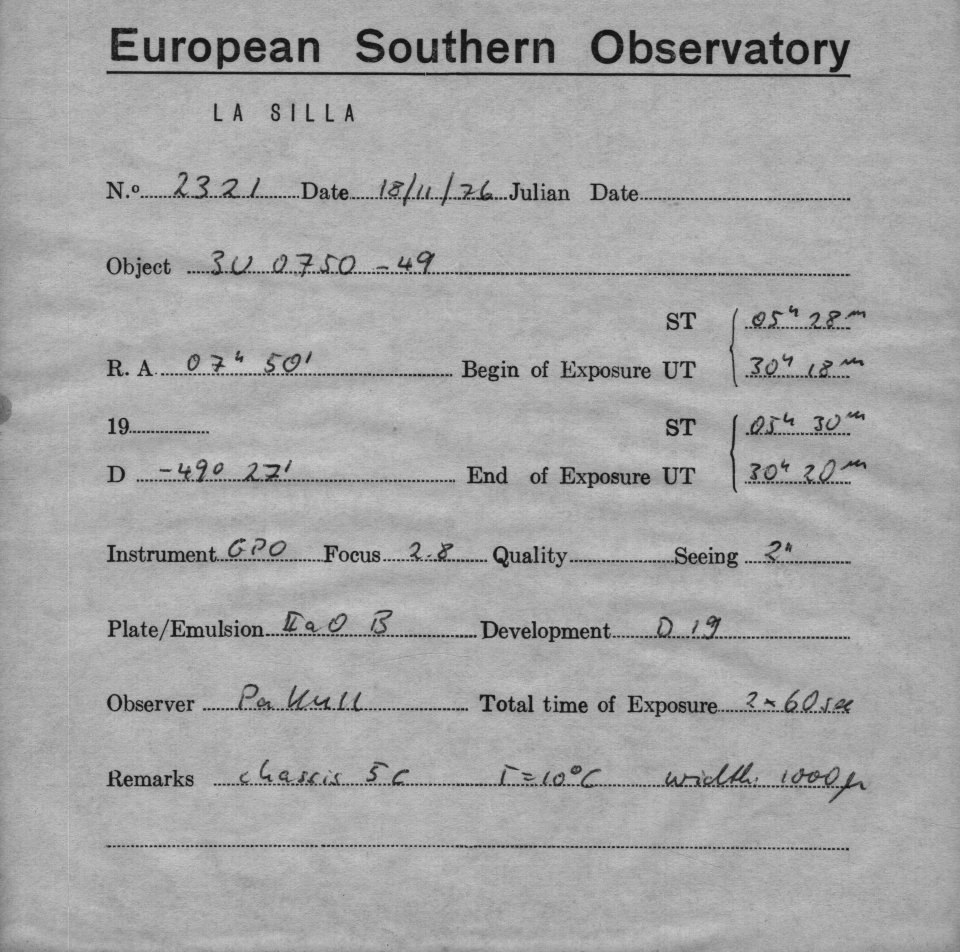 European Southern Observatory
LA SILLA
N.º 2321 Date 18/11/76 Julian Date
Object 3U 0750 -49
ST 05h 28m
R. A. 07h 50' Begin of Exposure UT 30h 18m
19 ST 05h 30m
D -49° 27' End of Exposure UT 30h 20m
Instrument GPO Focus 2.8 Quality Seeing 2"
Plate/Emulsion IIaO B Development D 19
Observer Pakull Total time of Exposure 2×60sec
Remarks chassis 5C T=10°C width: 1000µ